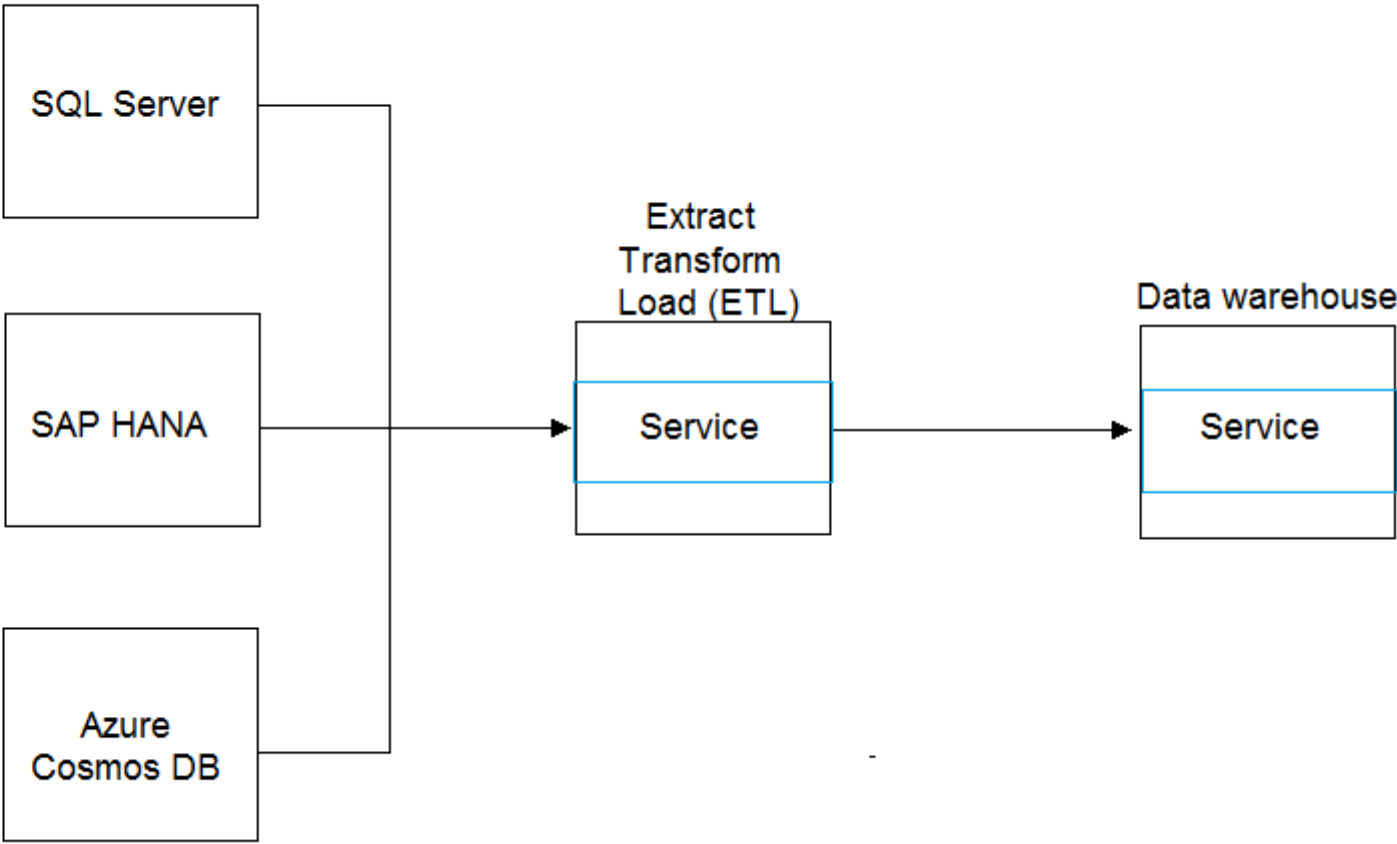 SQL Server
SAP HANA
Azure
Cosmos DB
Extract
Transform
Load (ETL)
Service
Data warehouse
Service
-